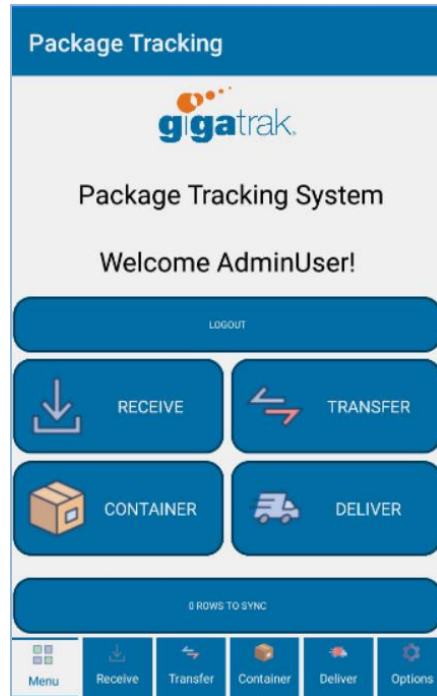 Package Tracking
gigatrak.
Package Tracking System
Welcome AdminUser!
LOGOUT
RECEIVE
TRANSFER
CONTAINER
DELIVER
0 ROWS TO SYNC
Menu Receive Transfer Container Deliver Options